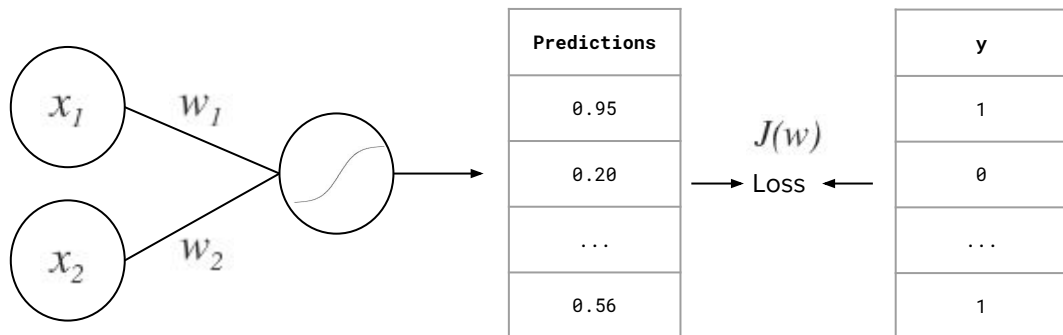 x₁
w₁
x₂
w₂
Predictions
0.95
0.20
...
0.56
J(w)
Loss
y
1
0
...
1